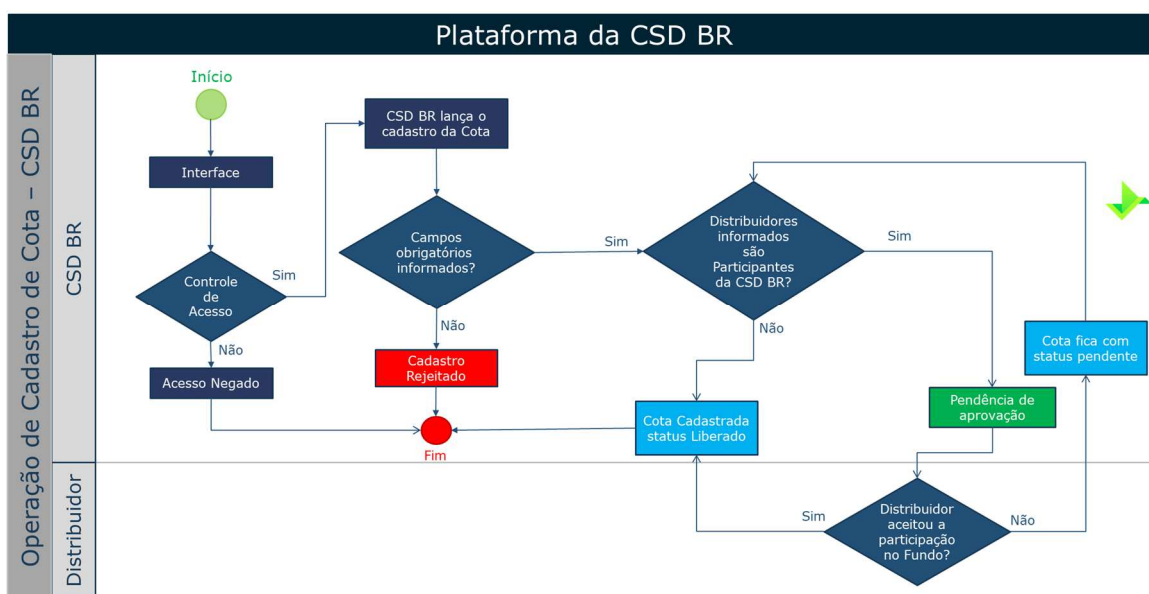 Plataforma da CSD BR
Operação de Cadastro de Cota – CSD BR
CSD BR
Início
Interface
Controle
de
Acesso
Sim
Não
Acesso Negado
CSD BR lança o
cadastro da Cota
Campos
obrigatórios
informados?
Sim
Não
Cadastro
Rejeitado
Fim
Distribuidores
informados
são
Participantes
da CSD BR?
Sim
Não
Cota Cadastrada
status Liberado
Cota fica com
status pendente
Pendência de
aprovação
Distribuidor
Distribuidor
aceitou a
participação
no Fundo?
Sim
Não